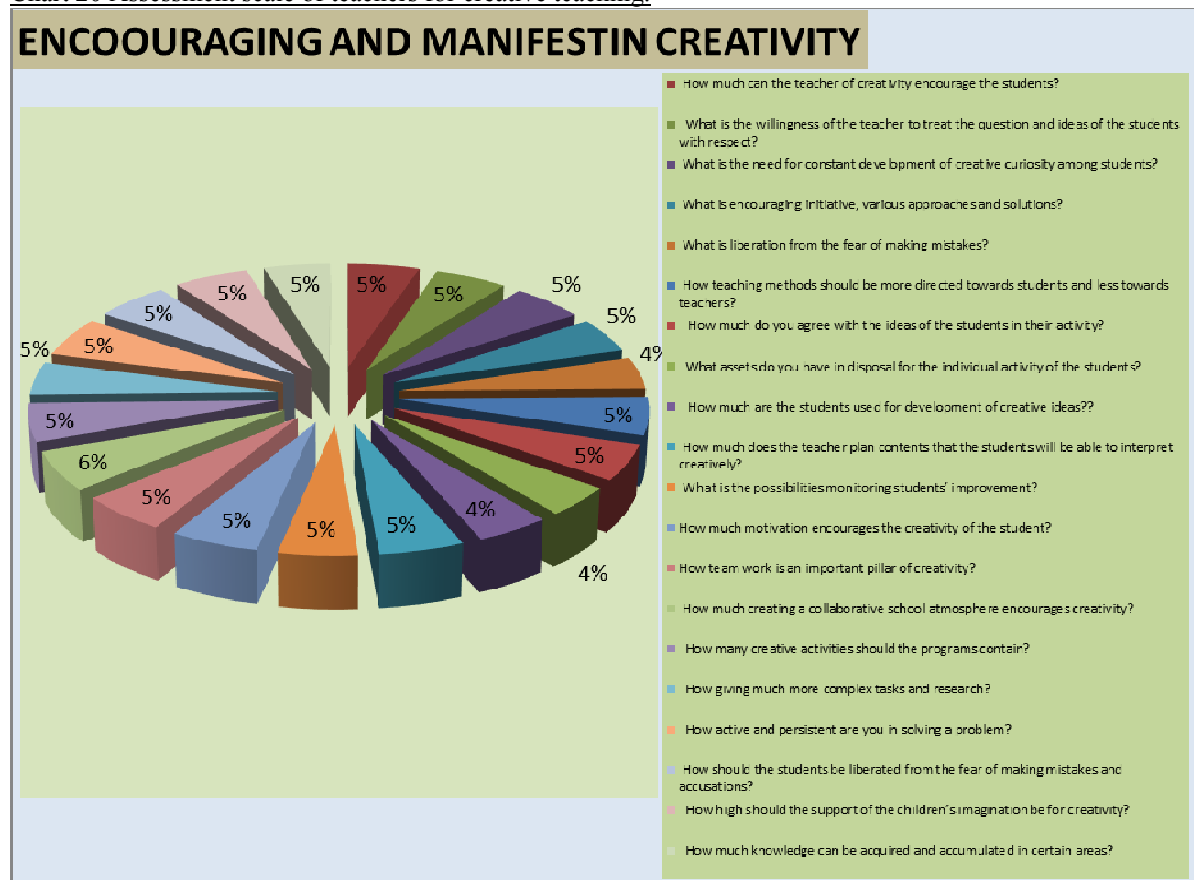 Chart 20 Assessment scale of teachers for creative teaching.
ENCOOURAGING AND MANIFESTIN CREATIVITY
How much can the teacher of creativity encourage the students?
What is the willingness of the teacher to treat the question and ideas of the students
with respect?
What is the need for constant development of creative curiosity among students?
What is encouraging initiative, various approaches and solutions?
What is liberation from the fear of making mistakes?
How teaching methods should be more directed towards students and less towards
teachers?
How much do you agree with the ideas of the students in their activity?
What assets do you have in disposal for the individual activity of the students?
How much are the students used for development of creative ideas??
How much does the teacher plan contents that the students will be able to interpret
creatively?
What is the possibilities monitoring students' improvement?
How much motivation encourages the creativity of the student?
How team work is an important pillar of creativity?
How much creating a collaborative school atmosphere encourages creativity?
How many creative activities should the programs contain?
How giving much more complex tasks and research?
How active and persistent are you in solving a problem?
How should the students be liberated from the fear of making mistakes and
accusations?
How high should the support of the children's imagination be for creativity?
How much knowledge can be acquired and accumulated in certain areas?
5%
5%
5%
5%
4%
5%
5%
4%
4%
5%
5%
5%
5%
6%
5%
5%
5%
5%
5%
5%